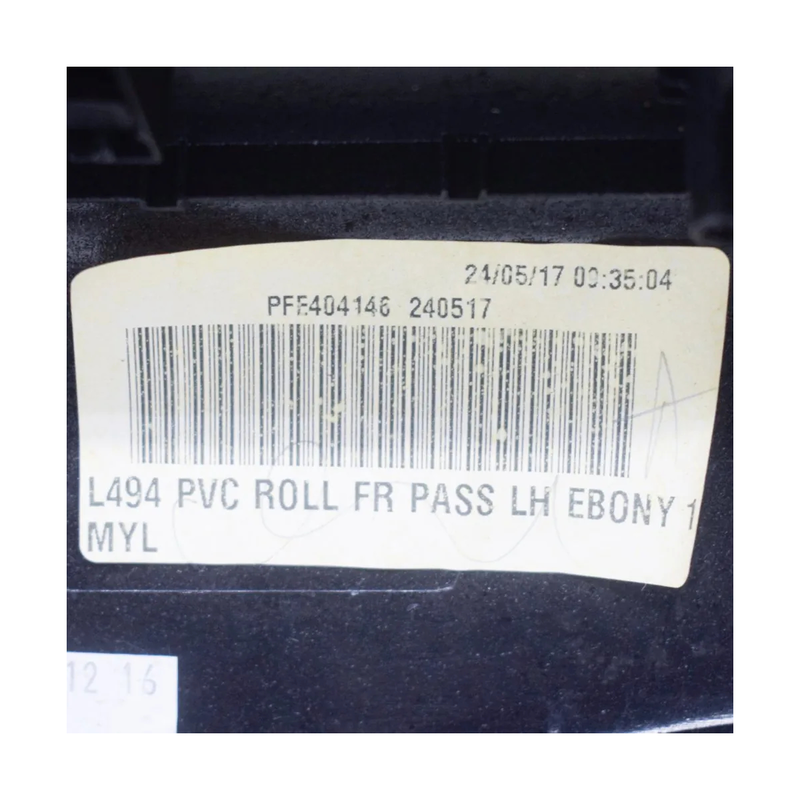 24/05/17 09:35:04
PFE404146 240517
L494 PVC ROLL FR PASS LH EBONY 1
MYL
12 16